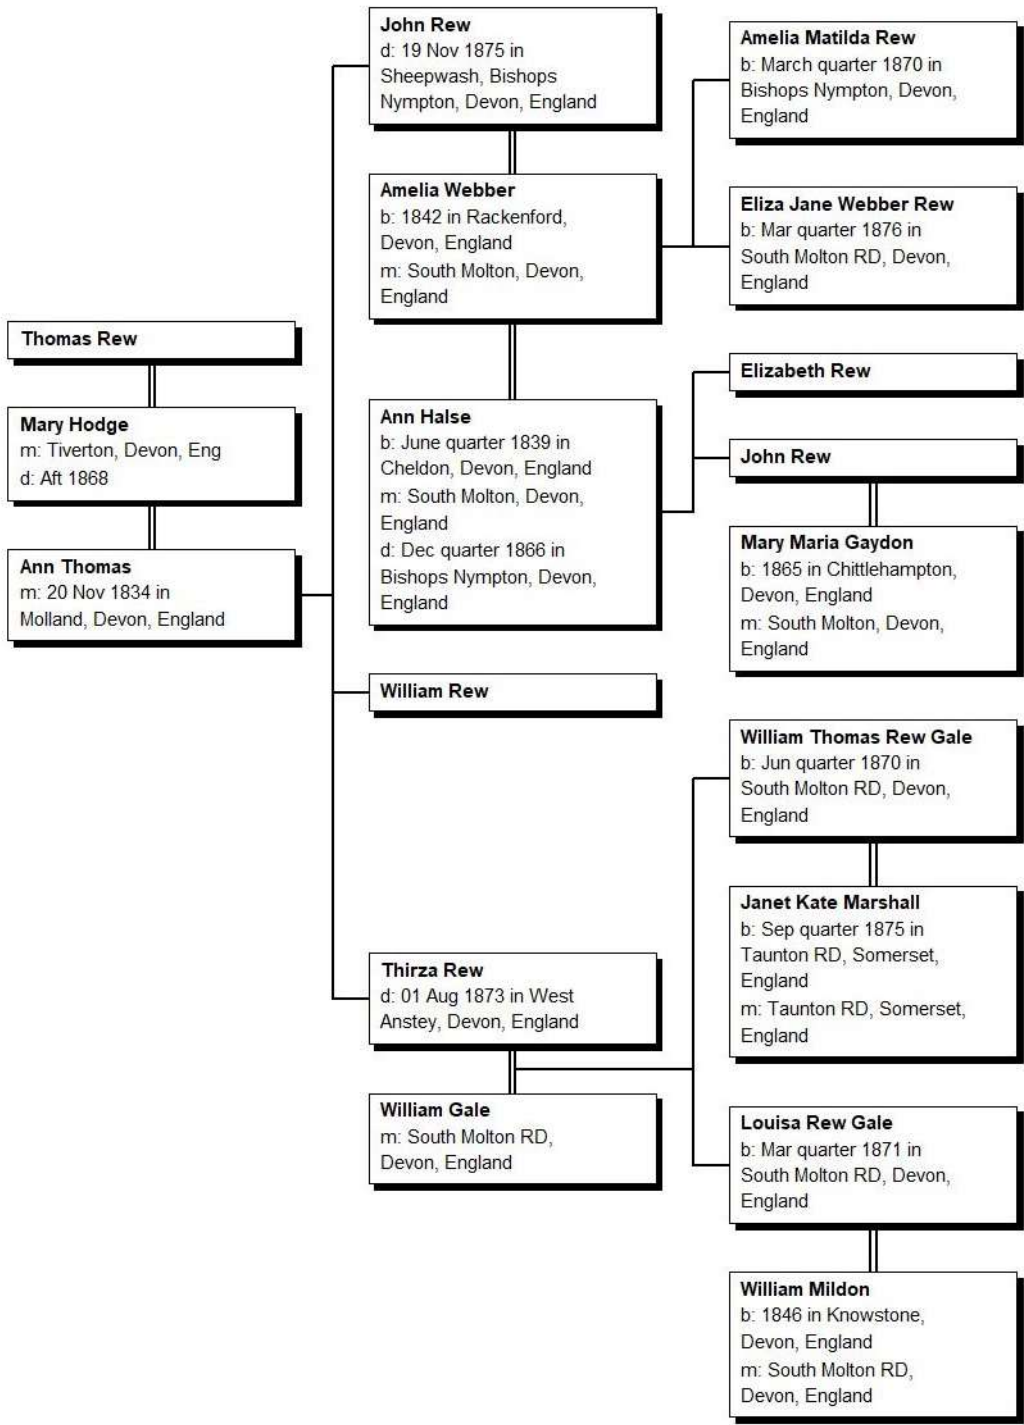 Thomas Rew
Mary Hodge
m: Tiverton, Devon, Eng
d: Aft 1868
Ann Thomas
m: 20 Nov 1834 in
Molland, Devon, England
John Rew
d: 19 Nov 1875 in
Sheepwash, Bishops
Nympton, Devon, England
Amelia Webber
b: 1842 in Rackenford,
Devon, England
m: South Molton, Devon,
England
Ann Halse
b: June quarter 1839 in
Cheldon, Devon, England
m: South Molton, Devon,
England
d: Dec quarter 1866 in
Bishops Nympton, Devon,
England
William Rew
Thirza Rew
d: 01 Aug 1873 in West
Anstey, Devon, England
William Gale
m: South Molton RD,
Devon, England
Amelia Matilda Rew
b: March quarter 1870 in
Bishops Nympton, Devon,
England
Eliza Jane Webber Rew
b: Mar quarter 1876 in
South Molton RD, Devon,
England
Elizabeth Rew
John Rew
Mary Maria Gaydon
b: 1865 in Chittlehampton,
Devon, England
m: South Molton, Devon,
England
William Thomas Rew Gale
b: Jun quarter 1870 in
South Molton RD, Devon,
England
Janet Kate Marshall
b: Sep quarter 1875 in
Taunton RD, Somerset,
England
m: Taunton RD, Somerset,
England
Louisa Rew Gale
b: Mar quarter 1871 in
South Molton RD, Devon,
England
William Mildon
b: 1846 in Knowstone,
Devon, England
m: South Molton RD,
Devon, England